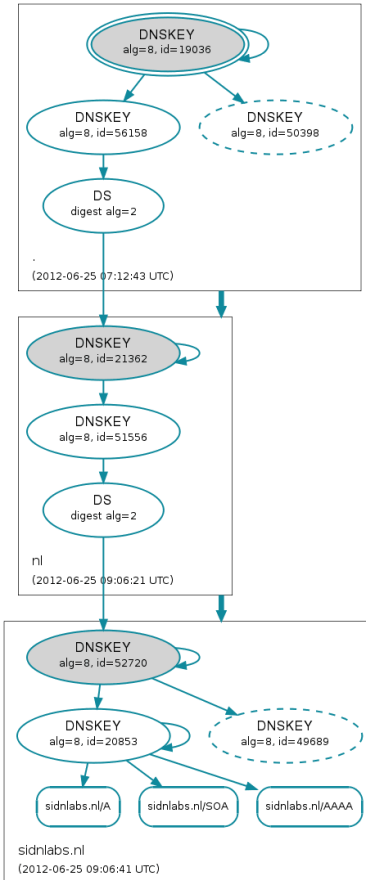 DNSKEY
alg=8, id=19036
DNSKEY
alg=8, id=56158
DNSKEY
alg=8, id=50398
DS
digest alg=2
.
(2012-06-25 07:12:43 UTC)
DNSKEY
alg=8, id=21362
DNSKEY
alg=8, id=51556
DS
digest alg=2
nl
(2012-06-25 09:06:21 UTC)
DNSKEY
alg=8, id=52720
DNSKEY
alg=8, id=20853
DNSKEY
alg=8, id=49689
sidnlabs.nl/A
sidnlabs.nl/SOA
sidnlabs.nl/AAAA
sidnlabs.nl
(2012-06-25 09:06:41 UTC)